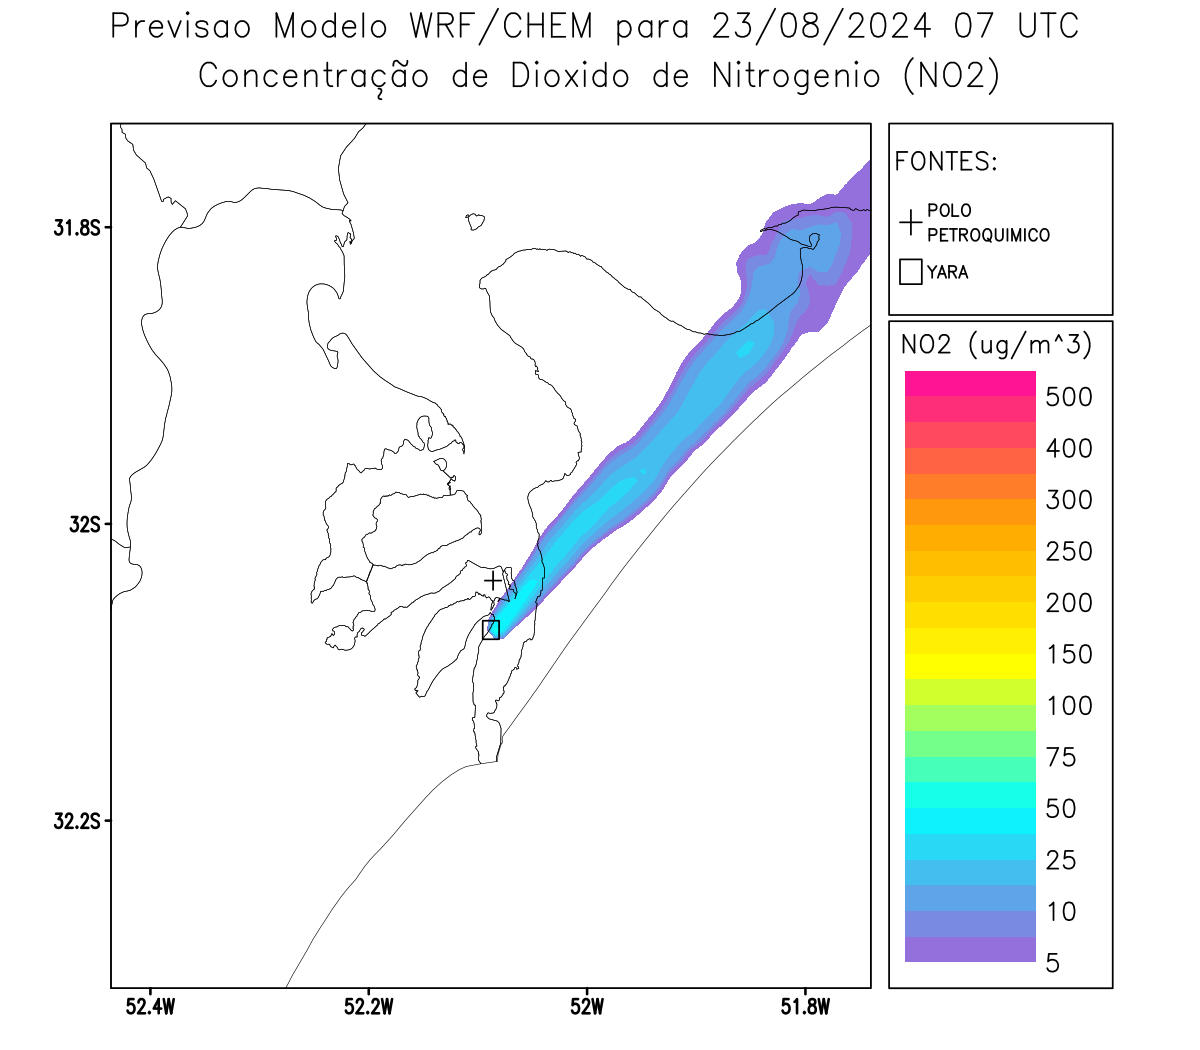 Previsao Modelo WRF/CHEM para 23/08/2024 07 UTC
Concentração de Dioxido de Nitrogenio (NO2)
FONTES:
POLO
PETROQUIMICO
YARA
NO2 (ug/m^3)
500
400
300
250
200
150
100
75
50
25
10
5
31.8S
32S
32.2S
52.4W
52.2W
52W
51.8W